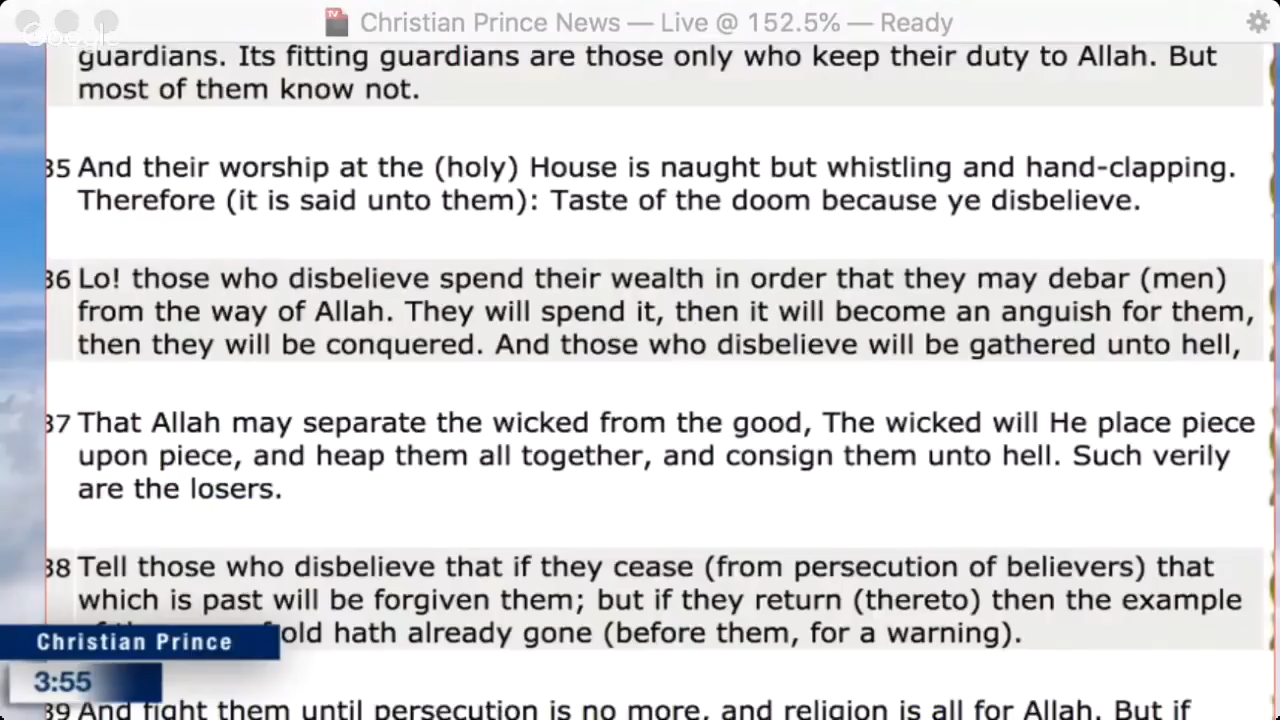 Christian Prince News — Live @ 152.5% — Ready
Google
guardians. Its fitting guardians are those only who keep their duty to Allah. But
most of them know not.
35 And their worship at the (holy) House is naught but whistling and hand-clapping.
Therefore (it is said unto them): Taste of the doom because ye disbelieve.
36 Lo! those who disbelieve spend their wealth in order that they may debar (men)
from the way of Allah. They will spend it, then it will become an anguish for them,
then they will be conquered. And those who disbelieve will be gathered unto hell,
37 That Allah may separate the wicked from the good, The wicked will He place piece
upon piece, and heap them all together, and consign them unto hell. Such verily
are the losers.
38 Tell those who disbelieve that if they cease (from persecution of believers) that
which is past will be forgiven them; but if they return (thereto) then the example
old hath already gone (before them, for a warning).
Christian Prince
3:55
39 And fight them until persecution is no more, and religion is all for Allah. But if